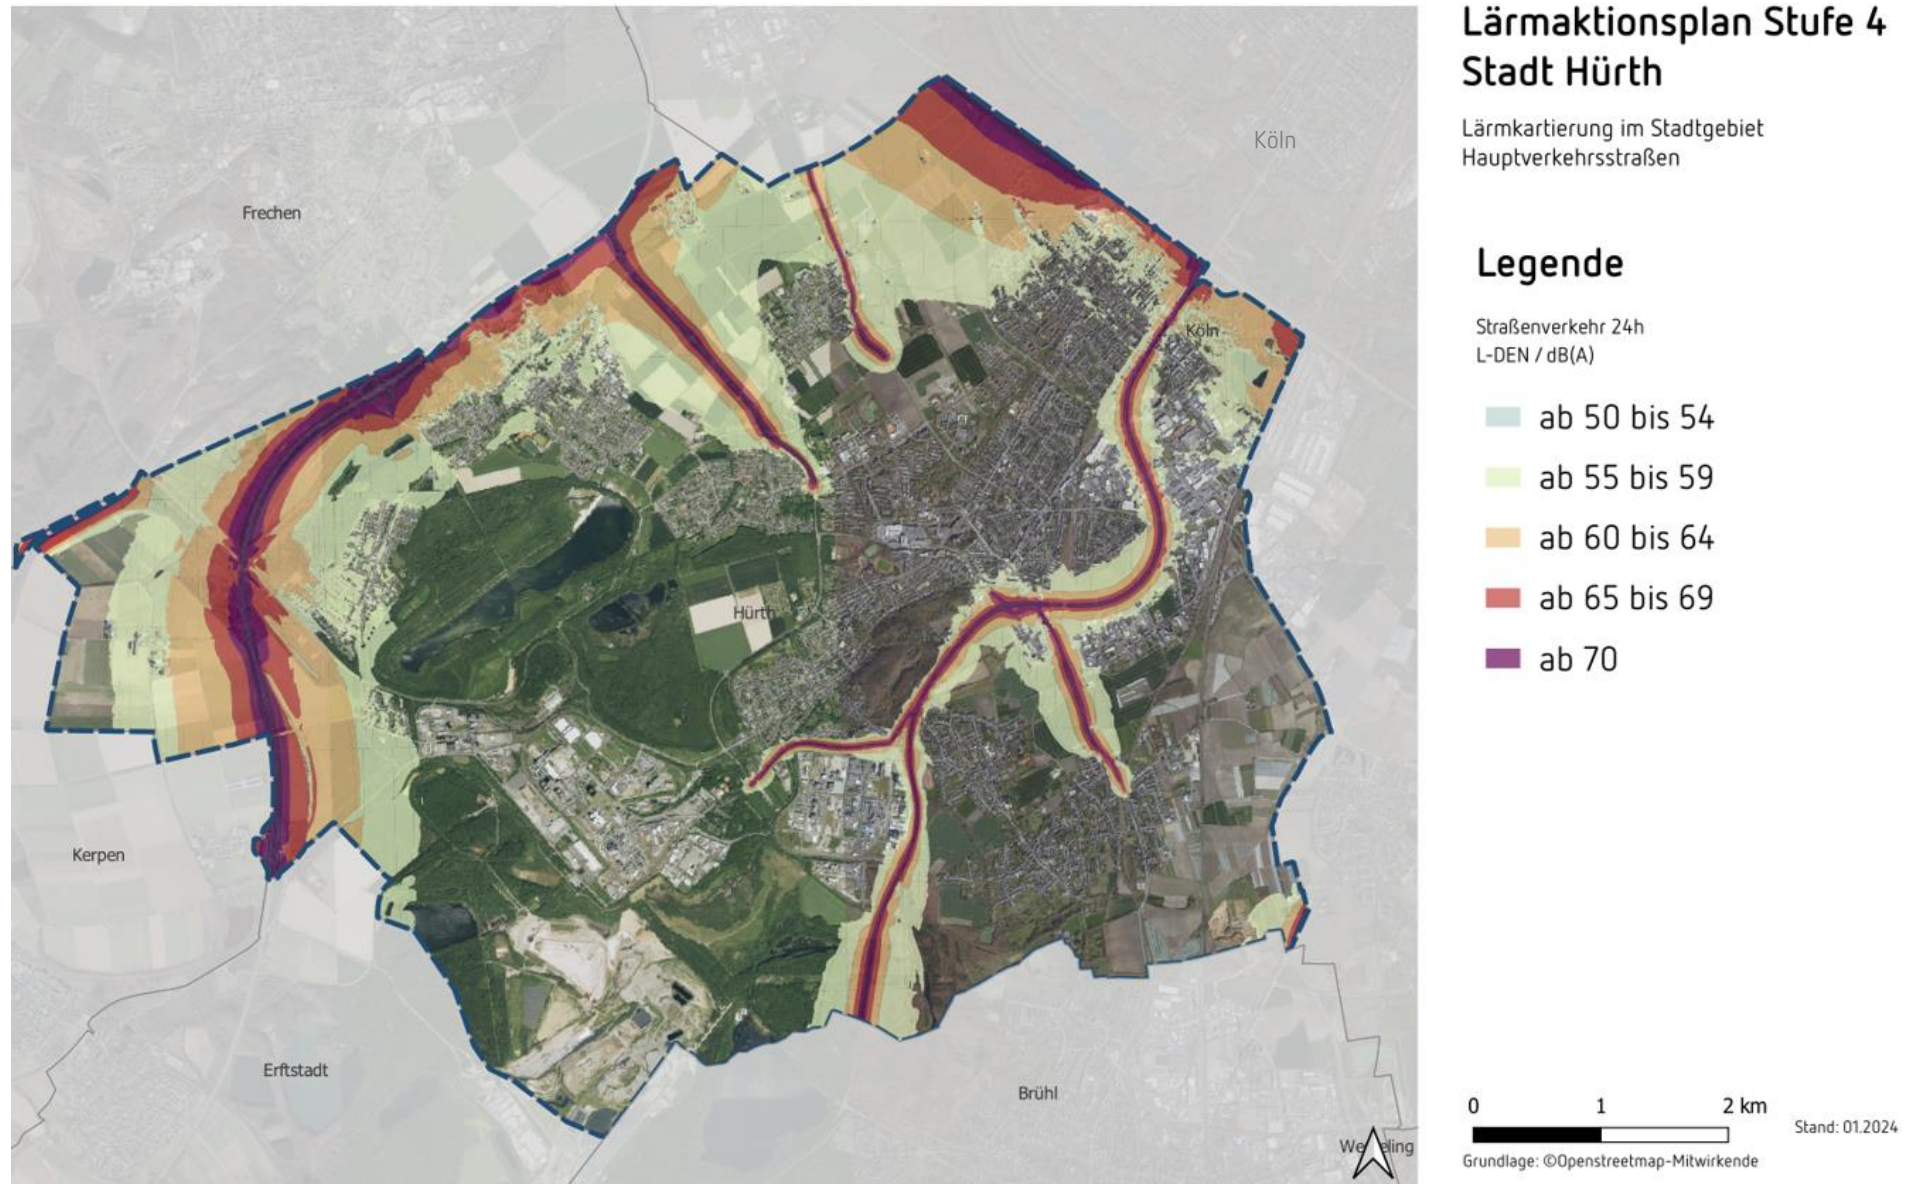 Lärmaktionsplan Stufe 4
Stadt Hürth
Lärmkartierung im Stadtgebiet
Hauptverkehrsstraßen
Legende
Straßenverkehr 24h
L-DEN / dB(A)
ab 50 bis 54
ab 55 bis 59
ab 60 bis 64
ab 65 bis 69
ab 70
Köln
Frechen
Köln
Hürth
Kerpen
Erftstadt
Brühl
0 1 2 km
Stand: 01.2024
Grundlage: ©Openstreetmap-Mitwirkende